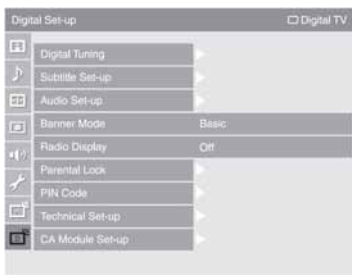 Digital Set-up Digital TV
Digital Tuning
Subtitle Set-up
Audio Set-up
Banner Mode Basic
Radio Display Off
Parental Lock
PIN Code
Technical Set-up
CA Module Set-up